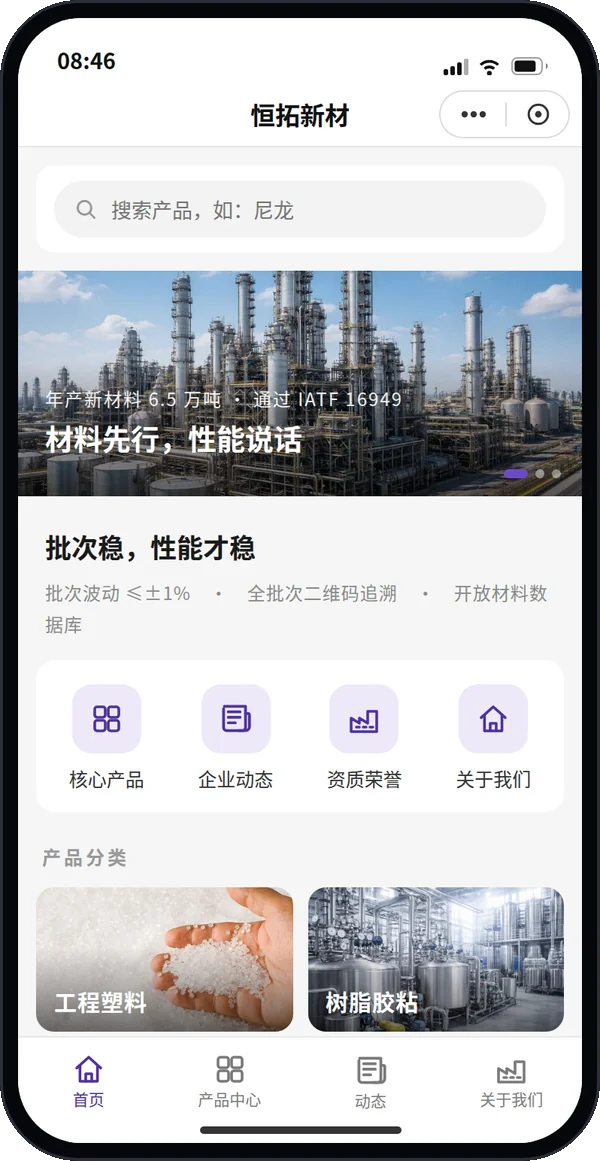 08:46
恒拓新材
搜索产品，如：尼龙
年产新材料 6.5 万吨 · 通过 IATF 16949
材料先行，性能说话
批次稳，性能才稳
批次波动 ≤±1% · 全批次二维码追溯 · 开放材料数
据库
核心产品 企业动态 资质荣誉 关于我们
产品分类
工程塑料 树脂胶粘
首页 产品中心 动态 关于我们